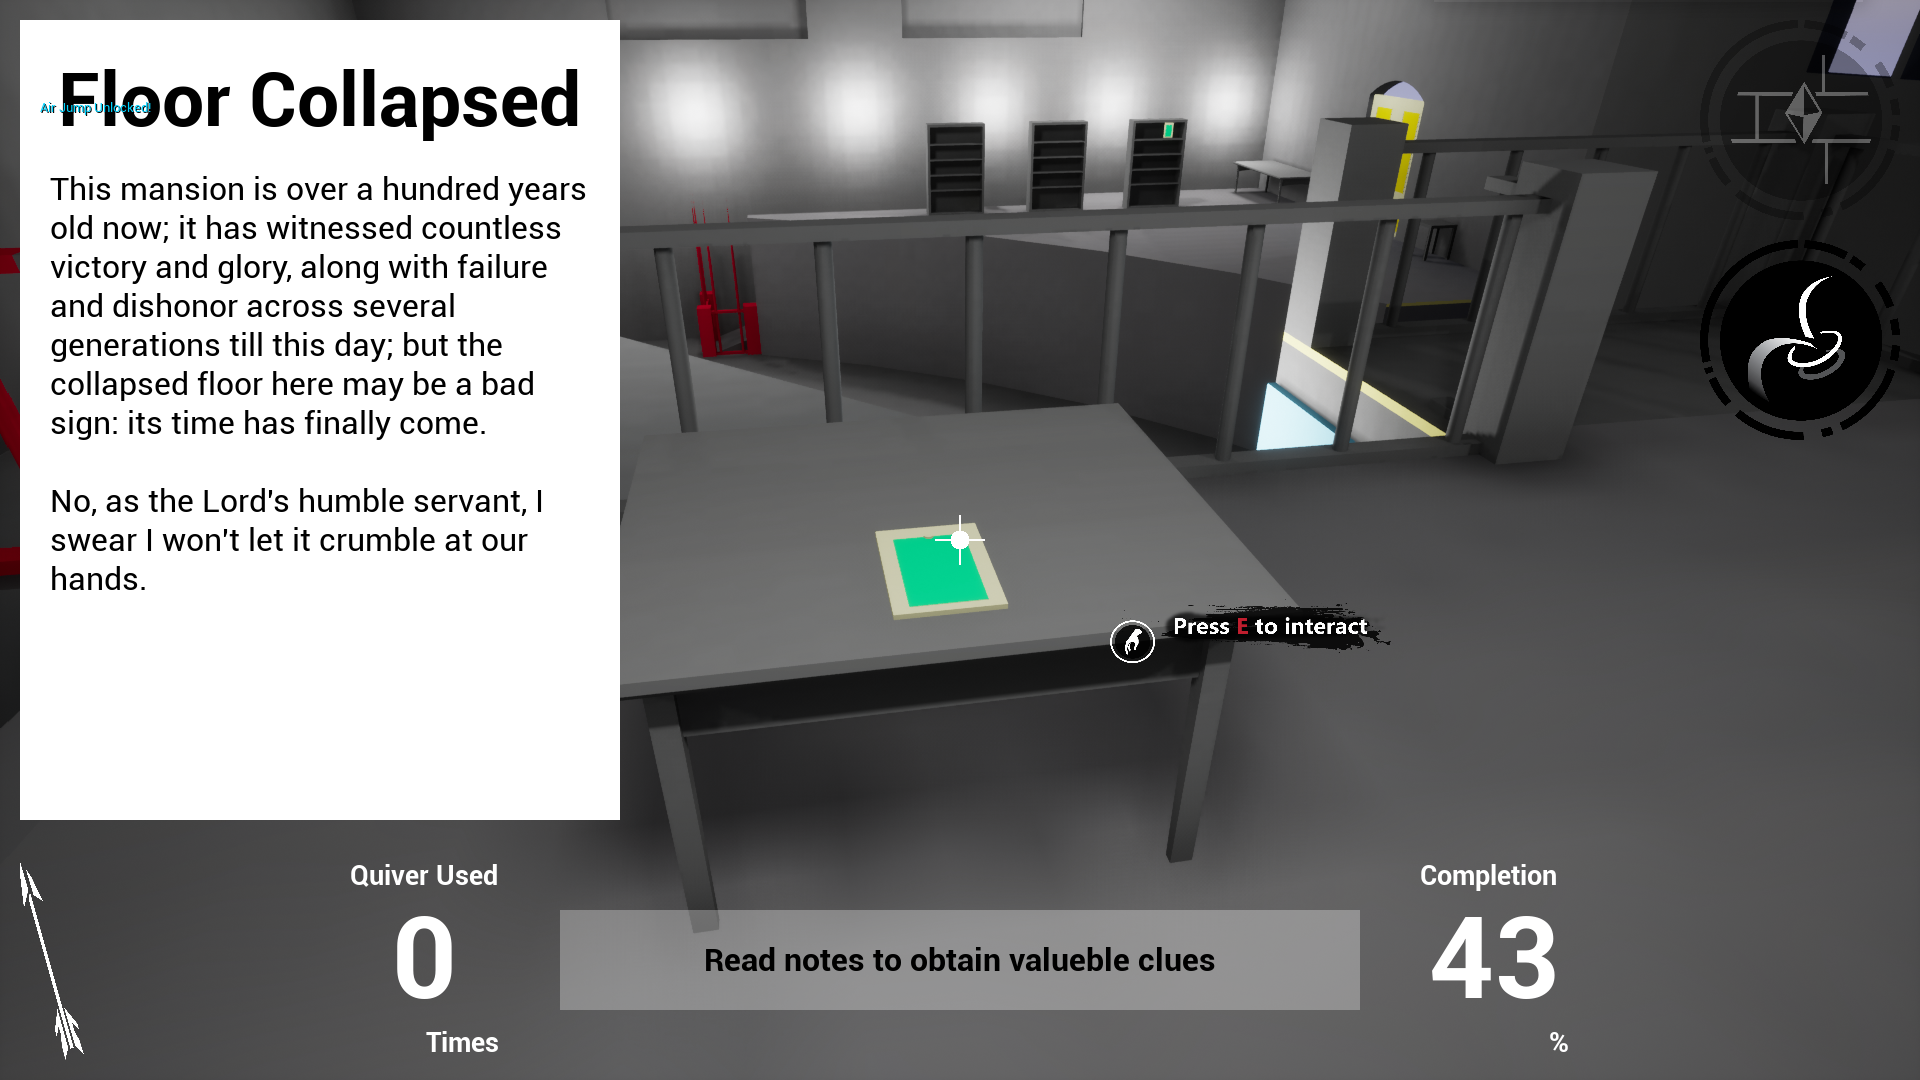 Floor Collapsed
Air Jump Unlocked!
This mansion is over a hundred years
old now; it has witnessed countless
victory and glory, along with failure
and dishonor across several
generations till this day; but the
collapsed floor here may be a bad
sign: its time has finally come.
No, as the Lord's humble servant, I
swear I won't let it crumble at our
hands.
Press E to interact
Quiver Used
0
Times
Read notes to obtain valueble clues
Completion
43
%